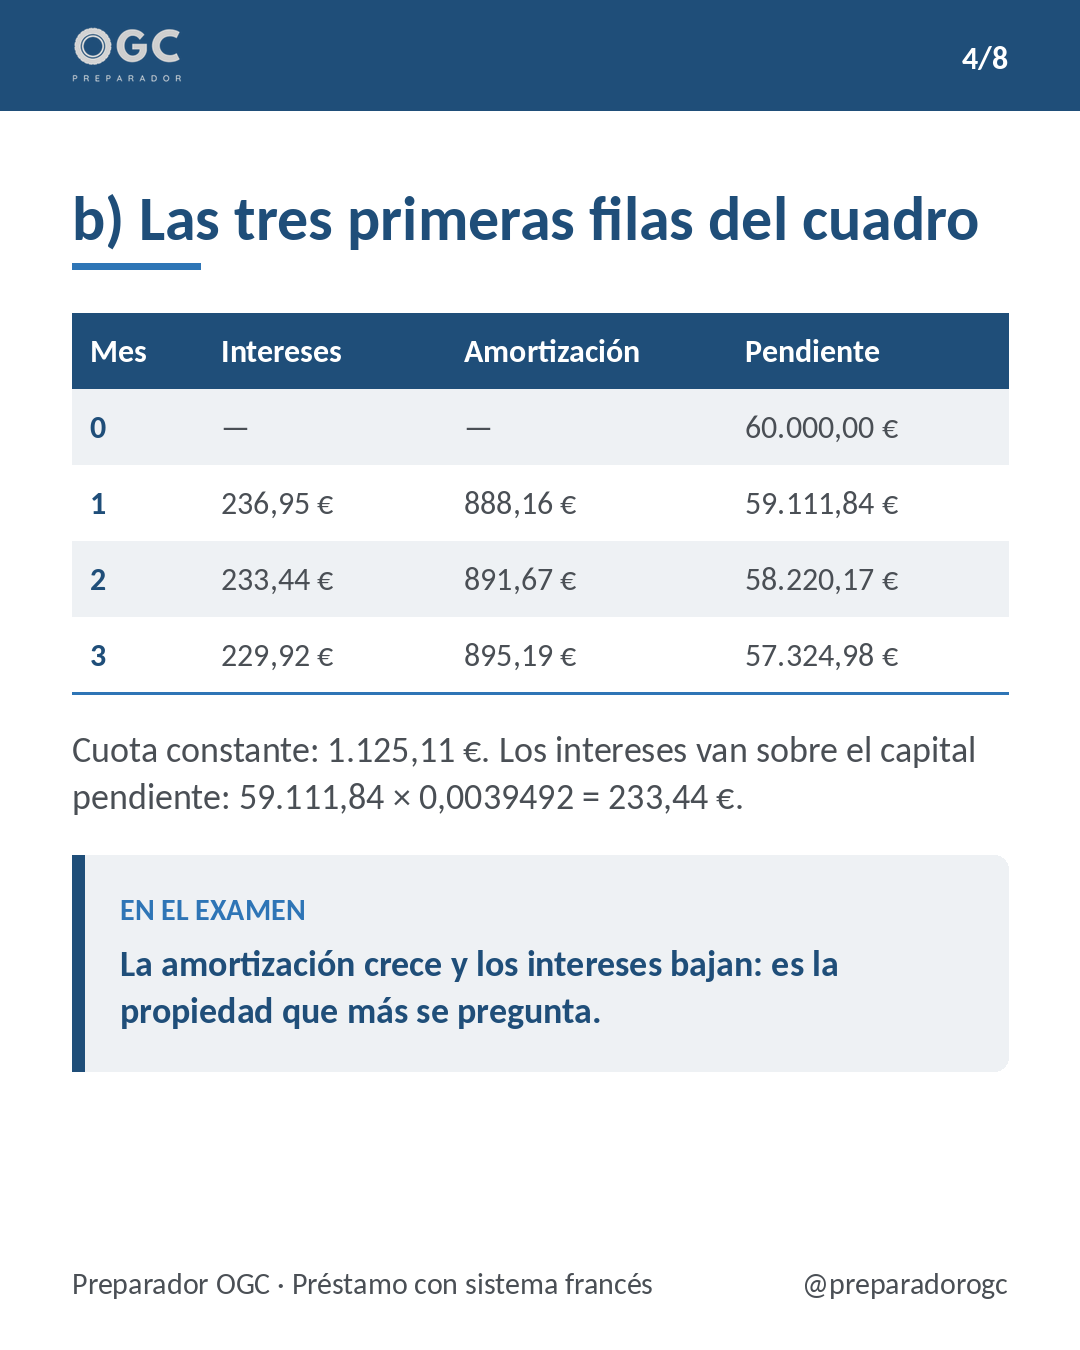 OGC
PREPARADOR
4/8
b) Las tres primeras filas del cuadro
Mes Intereses Amortización Pendiente
0 — — 60.000,00 €
1 236,95 € 888,16 € 59.111,84 €
2 233,44 € 891,67 € 58.220,17 €
3 229,92 € 895,19 € 57.324,98 €
Cuota constante: 1.125,11 €. Los intereses van sobre el capital
pendiente: 59.111,84 × 0,0039492 = 233,44 €.
EN EL EXAMEN
La amortización crece y los intereses bajan: es la
propiedad que más se pregunta.
Preparador OGC · Préstamo con sistema francés @preparadorogc